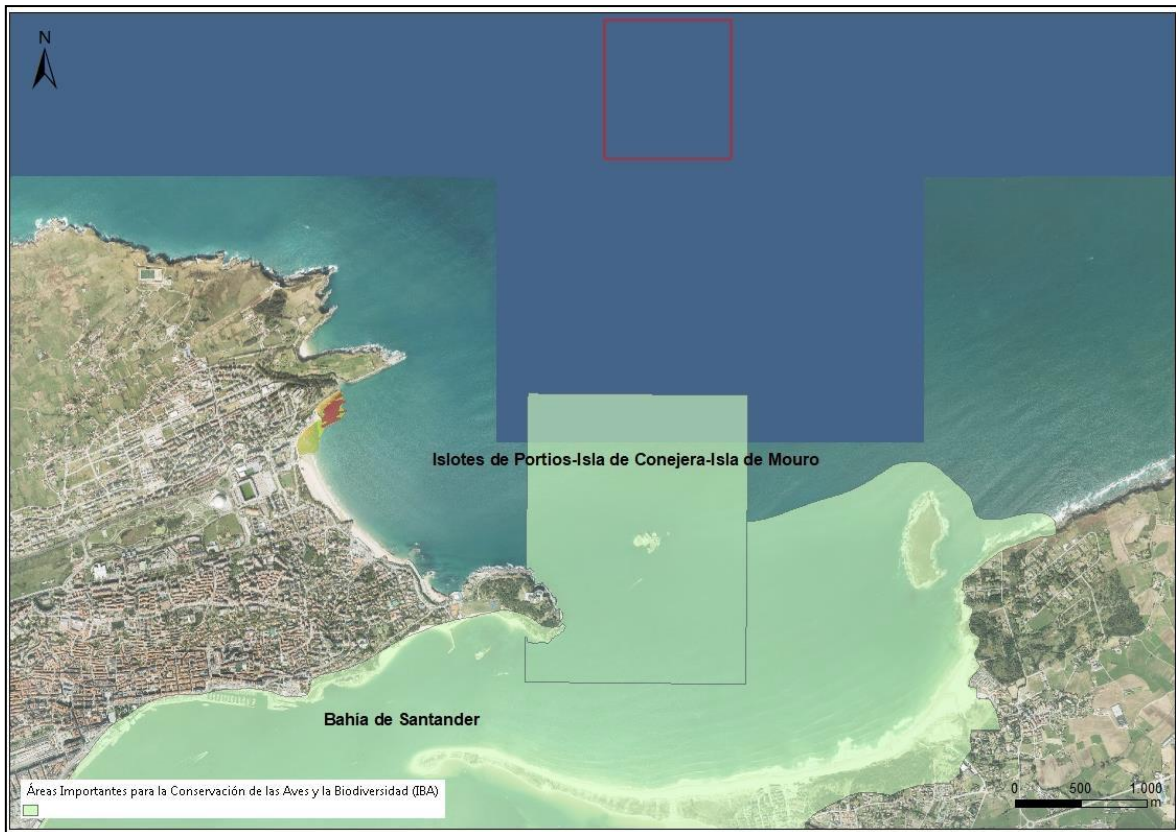 N
Islotes de Portios-Isla de Conejera-Isla de Mouro
Bahía de Santander
Áreas Importantes para la Conservación de las Aves y la Biodiversidad (IBA)
0 500 1.000
m